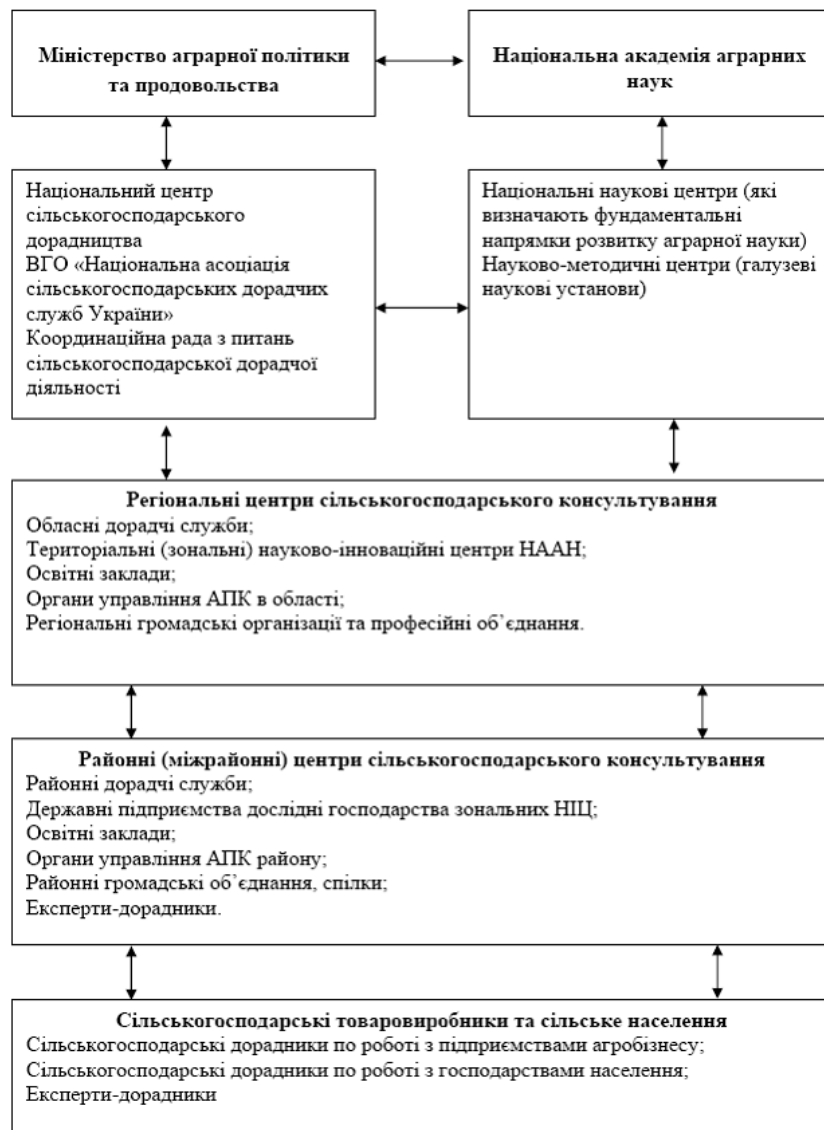 Міністерство аграрної політики
та продовольства
Національна академія аграрних
наук
Національний центр
сільськогосподарського
дорадництва
ВГО «Національна асоціація
сільськогосподарських дорадчих
служб України»
Координаційна рада з питань
сільськогосподарської дорадчої
діяльності
Національні наукові центри (які
визначають фундаментальні
напрямки розвитку аграрної науки)
Науково-методичні центри (галузеві
наукові установи)
Регіональні центри сільськогосподарського консультування
Обласні дорадчі служби;
Територіальні (зональні) науково-інноваційні центри НААН;
Освітні заклади;
Органи управління АПК в області;
Регіональні громадські організації та професійні об’єднання.
Районні (міжрайонні) центри сільськогосподарського консультування
Районні дорадчі служби;
Державні підприємства дослідні господарства зональних НІЦ;
Освітні заклади;
Органи управління АПК району;
Районні громадські об’єднання, спілки;
Експерти-дорадники.
Сільськогосподарські товаровиробники та сільське населення
Сільськогосподарські дорадники по роботі з підприємствами агробізнесу;
Сільськогосподарські дорадники по роботі з господарствами населення;
Експерти-дорадники